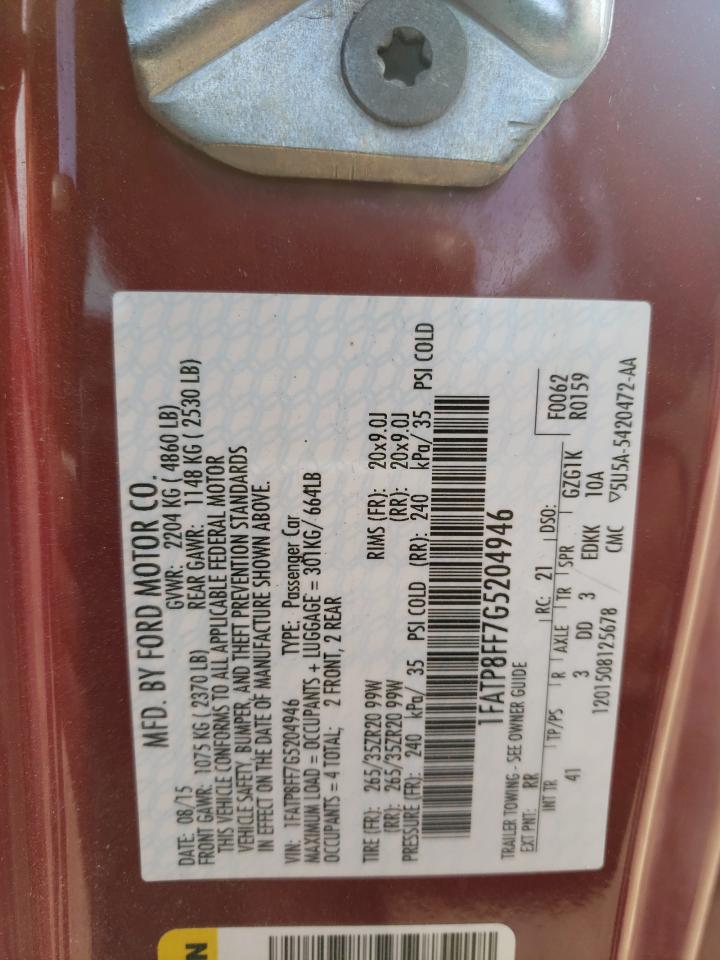 MFD. BY FORD MOTOR CO.
DATE: 08/15 GVWR: 2204 KG ( 4860 LB)
FRONT GAWR: 1075 KG ( 2370 LB) REAR GAWR: 1148 KG ( 2530 LB)
THIS VEHICLE CONFORMS TO ALL APPLICABLE FEDERAL MOTOR
VEHICLE SAFETY, BUMPER, AND THEFT PREVENTION STANDARDS
IN EFFECT ON THE DATE OF MANUFACTURE SHOWN ABOVE.
VIN: 1FATP8FF7G5204946 TYPE: Passenger Car
MAXIMUM LOAD = OCCUPANTS + LUGGAGE = 301KG/ 664LB
OCCUPANTS = 4 TOTAL; 2 FRONT, 2 REAR
TIRE (FR): 265/35ZR20 99W RIMS (FR): 20x9.0J
(RR): 265/35ZR20 99W (RR): 20x9.0J
PRESSURE (FR): 240 kPa/ 35 PSI COLD (RR): 240 kPa/ 35 PSI COLD
1FATP8FF7G5204946
TRAILER TOWING - SEE OWNER GUIDE
EXT PNT: RR RC: 21 DSO: F0062
INT TR TP/PS R AXLE TR SPR GZG1K R0159
41 3 DD 3 EDKK 10A
1201508125678 CMC ▽5U5A-5420472-AA
N